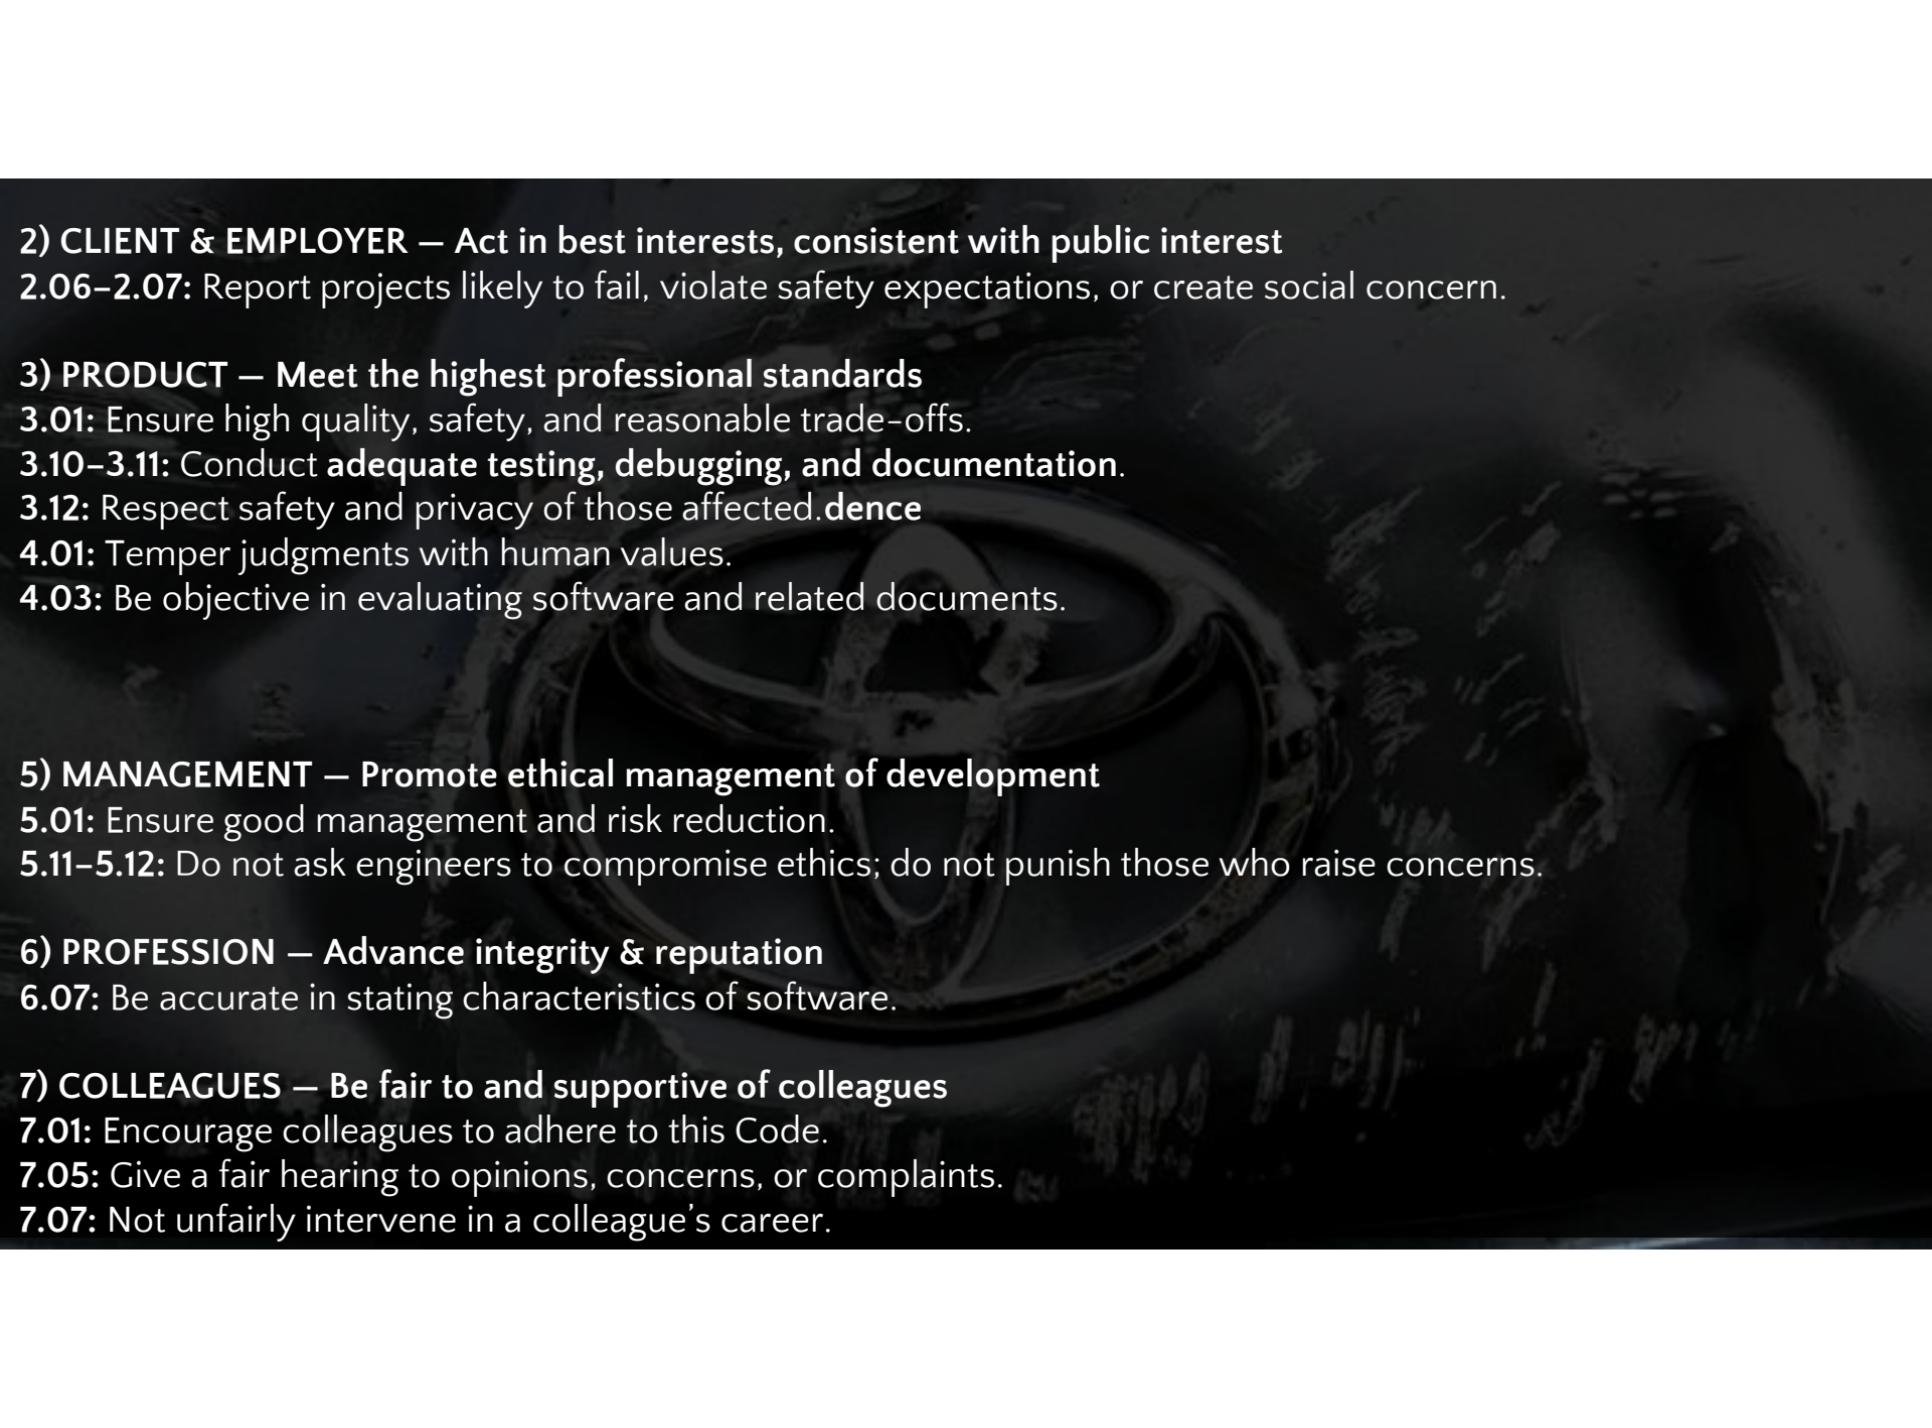 2) CLIENT & EMPLOYER — Act in best interests, consistent with public interest
2.06–2.07: Report projects likely to fail, violate safety expectations, or create social concern.
3) PRODUCT — Meet the highest professional standards
3.01: Ensure high quality, safety, and reasonable trade-offs.
3.10–3.11: Conduct adequate testing, debugging, and documentation.
3.12: Respect safety and privacy of those affected.dence
4.01: Temper judgments with human values.
4.03: Be objective in evaluating software and related documents.
5) MANAGEMENT — Promote ethical management of development
5.01: Ensure good management and risk reduction.
5.11–5.12: Do not ask engineers to compromise ethics; do not punish those who raise concerns.
6) PROFESSION — Advance integrity & reputation
6.07: Be accurate in stating characteristics of software.
7) COLLEAGUES — Be fair to and supportive of colleagues
7.01: Encourage colleagues to adhere to this Code.
7.05: Give a fair hearing to opinions, concerns, or complaints.
7.07: Not unfairly intervene in a colleague’s career.